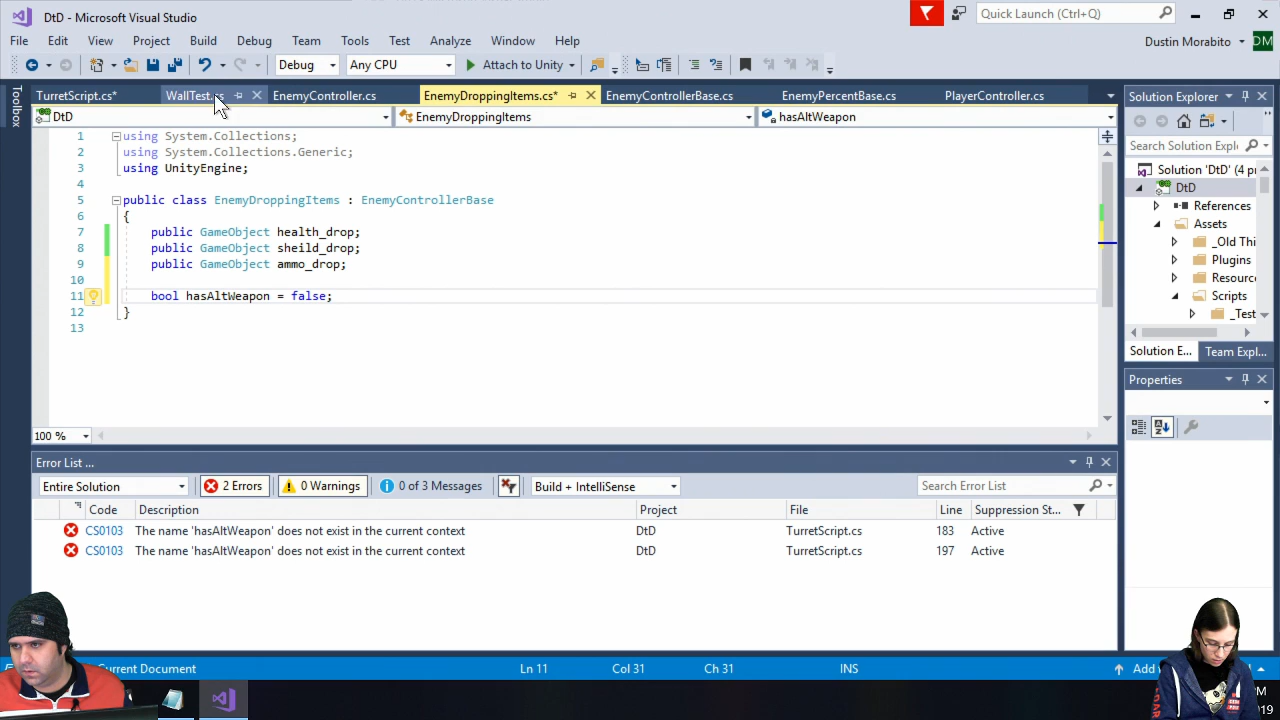 DtD - Microsoft Visual Studio
Quick Launch (Ctrl+Q)
File Edit View Project Build Debug Team Tools Test Analyze Window Help
Dustin Morabito DM
Debug Any CPU Attach to Unity
Toolbox
TurretScript.cs* WallTest.cs EnemyController.cs EnemyDroppingItems.cs* EnemyControllerBase.cs EnemyPercentBase.cs PlayerController.cs
DtD EnemyDroppingItems hasAltWeapon
1 using System.Collections;
2 using System.Collections.Generic;
3 using UnityEngine;
4
5 public class EnemyDroppingItems : EnemyControllerBase
6 {
7 public GameObject health_drop;
8 public GameObject sheild_drop;
9 public GameObject ammo_drop;
10
11 bool hasAltWeapon = false;
12 }
13
100 %
Solution Explorer
Search Solution Expl
Solution 'DtD' (4 pr
DtD
References
Assets
_Old Thi
Plugins
Resourc
Scripts
_Test
Solution E... Team Expl...
Properties
Error List ...
Entire Solution 2 Errors 0 Warnings 0 of 3 Messages Build + IntelliSense Search Error List
Code Description Project File Line Suppression St...
CS0103 The name 'hasAltWeapon' does not exist in the current context DtD TurretScript.cs 183 Active
CS0103 The name 'hasAltWeapon' does not exist in the current context DtD TurretScript.cs 197 Active
Current Document Ln 11 Col 31 Ch 31 INS Add